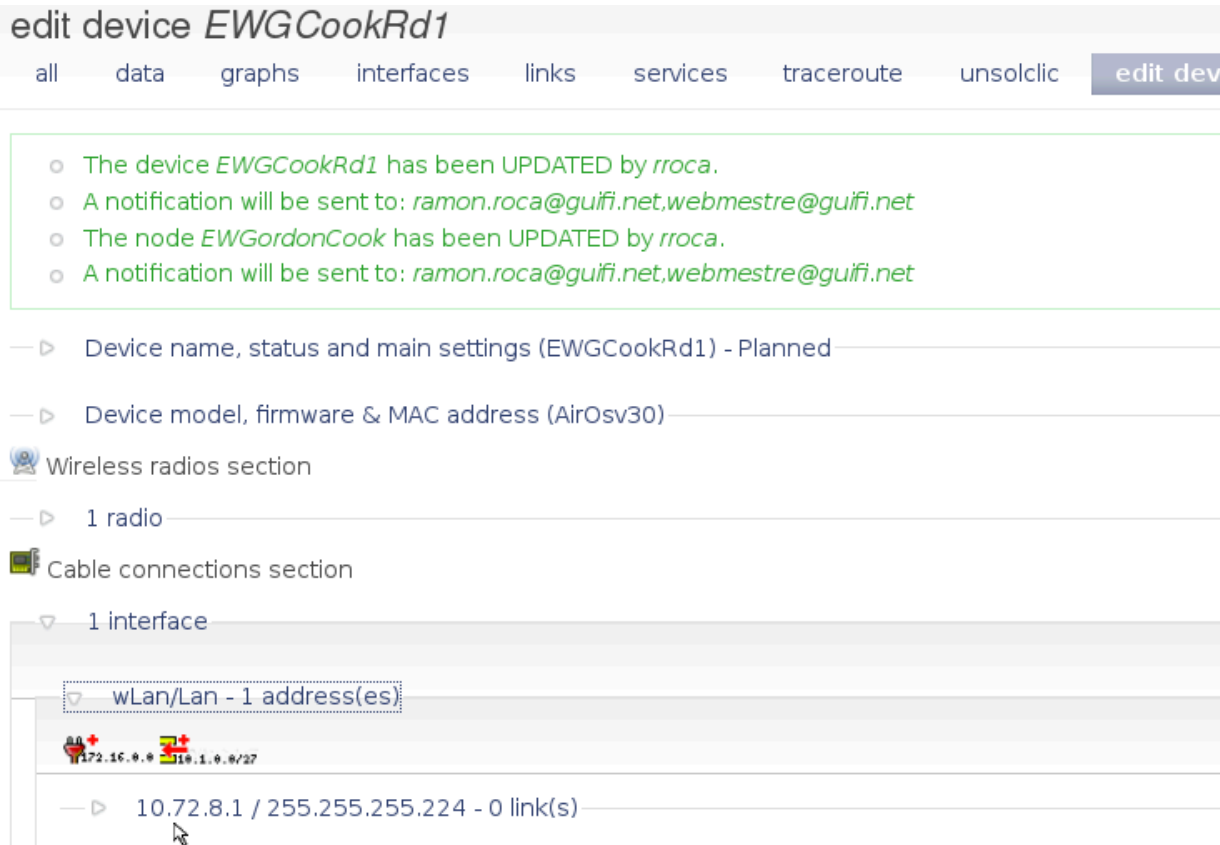 edit device EWGCookRd1
all data graphs interfaces links services traceroute unsolclic edit dev
The device EWGCookRd1 has been UPDATED by rroca.
A notification will be sent to: ramon.roca@guifi.net,webmestre@guifi.net
The node EWGordonCook has been UPDATED by rroca.
A notification will be sent to: ramon.roca@guifi.net,webmestre@guifi.net
Device name, status and main settings (EWGCookRd1) - Planned
Device model, firmware & MAC address (AirOsv30)
Wireless radios section
1 radio
Cable connections section
1 interface
wLan/Lan - 1 address(es)
172.16.0.0 10.1.0.0/27
10.72.8.1 / 255.255.255.224 - 0 link(s)